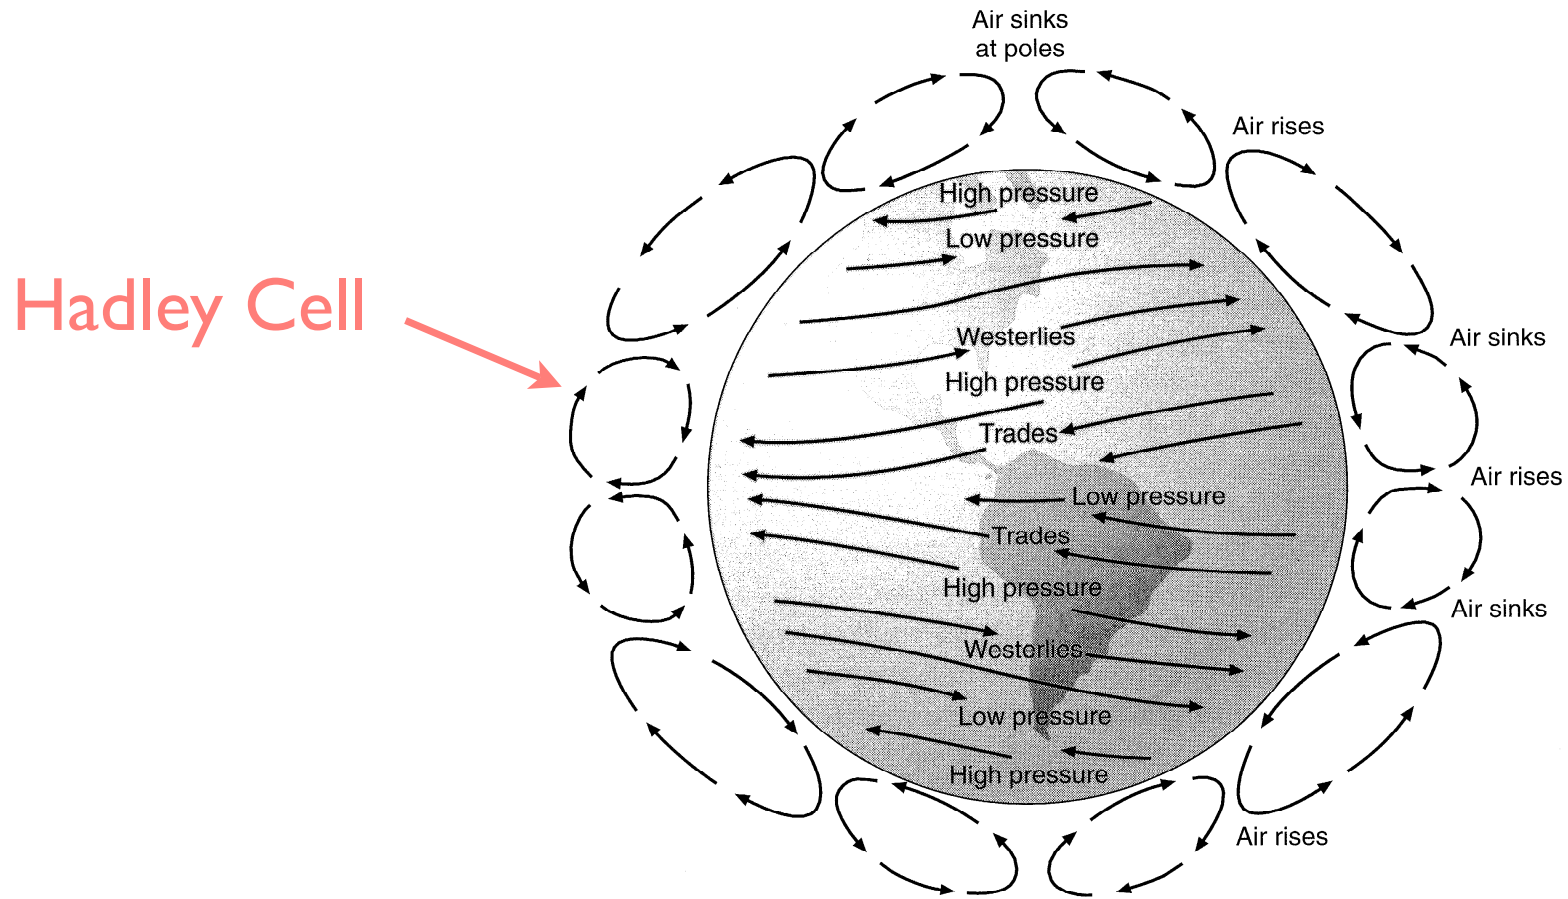 Air sinks
at poles
Air rises
High pressure
Low pressure
Hadley Cell
Westerlies
Air sinks
High pressure
Trades
Air rises
Low pressure
Trades
High pressure
Air sinks
Westerlies
Low pressure
High pressure
Air rises